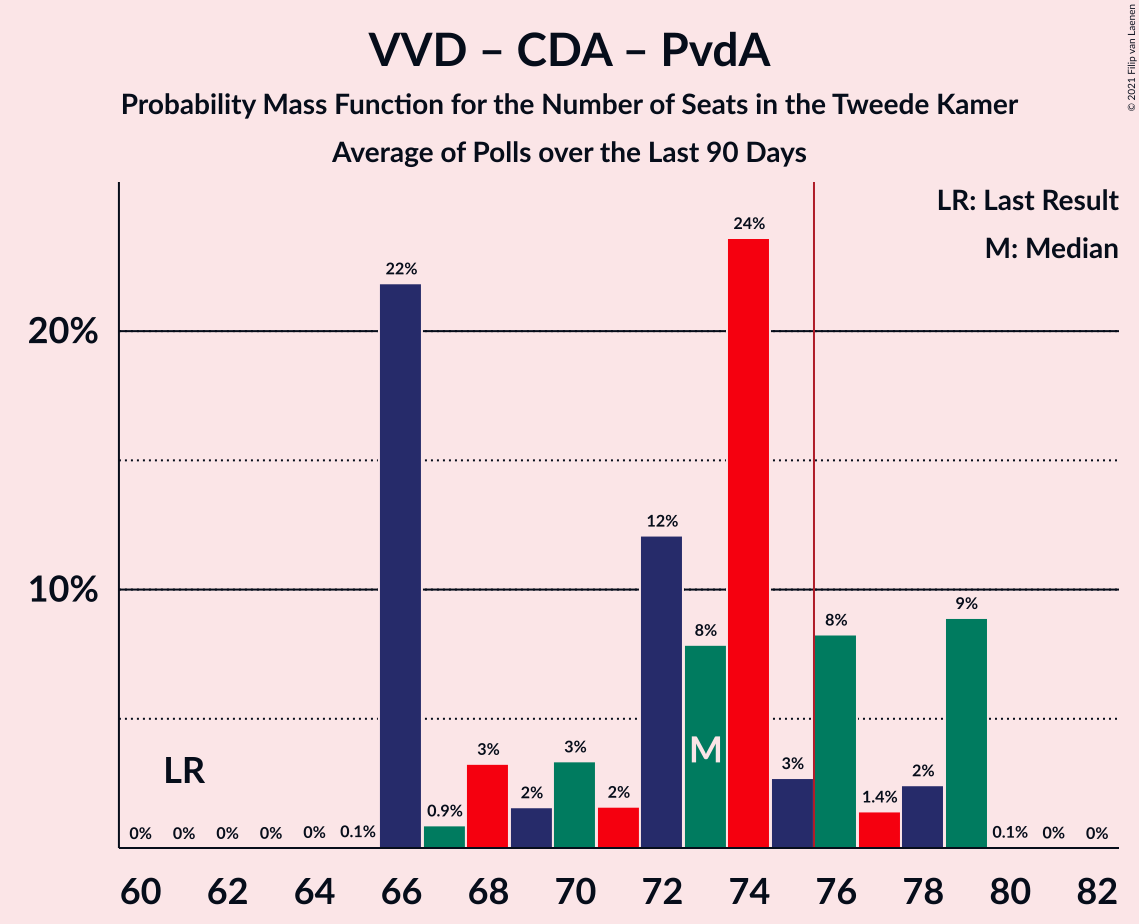 VVD – CDA – PvdA
Probability Mass Function for the Number of Seats in the Tweede Kamer
Average of Polls over the Last 90 Days
© 2021 Filip van Laenen
LR: Last Result
M: Median
20%
10%
0% 0% 0% 0% 0% 0.1% 22% 0.9% 3% 2% 3% 2% 12% 8% 24% 3% 8% 1.4% 2% 9% 0.1% 0% 0%
LR
M
60 62 64 66 68 70 72 74 76 78 80 82